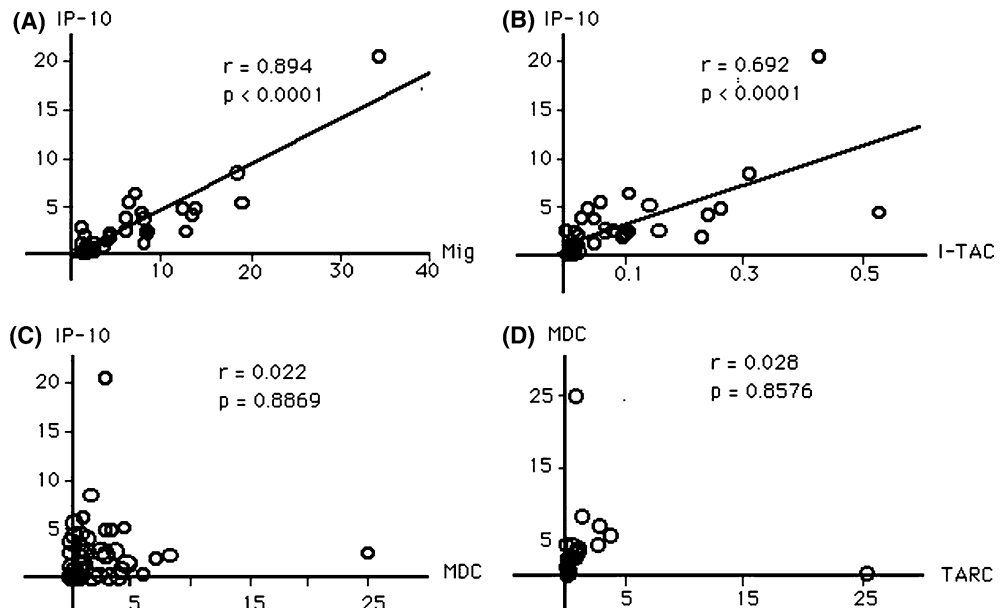 (A) IP-10
r = 0.894
p < 0.0001
20
15
10
5
10 20 30 40 Mig
(B) IP-10
r = 0.692
p < 0.0001
20
15
10
5
0.1 0.3 0.5 I-TAC
(C) IP-10
r = 0.022
p = 0.8869
20
15
10
5
5 15 25 MDC
(D) MDC
r = 0.028
p = 0.8576
25
15
5
5 15 25 TARC